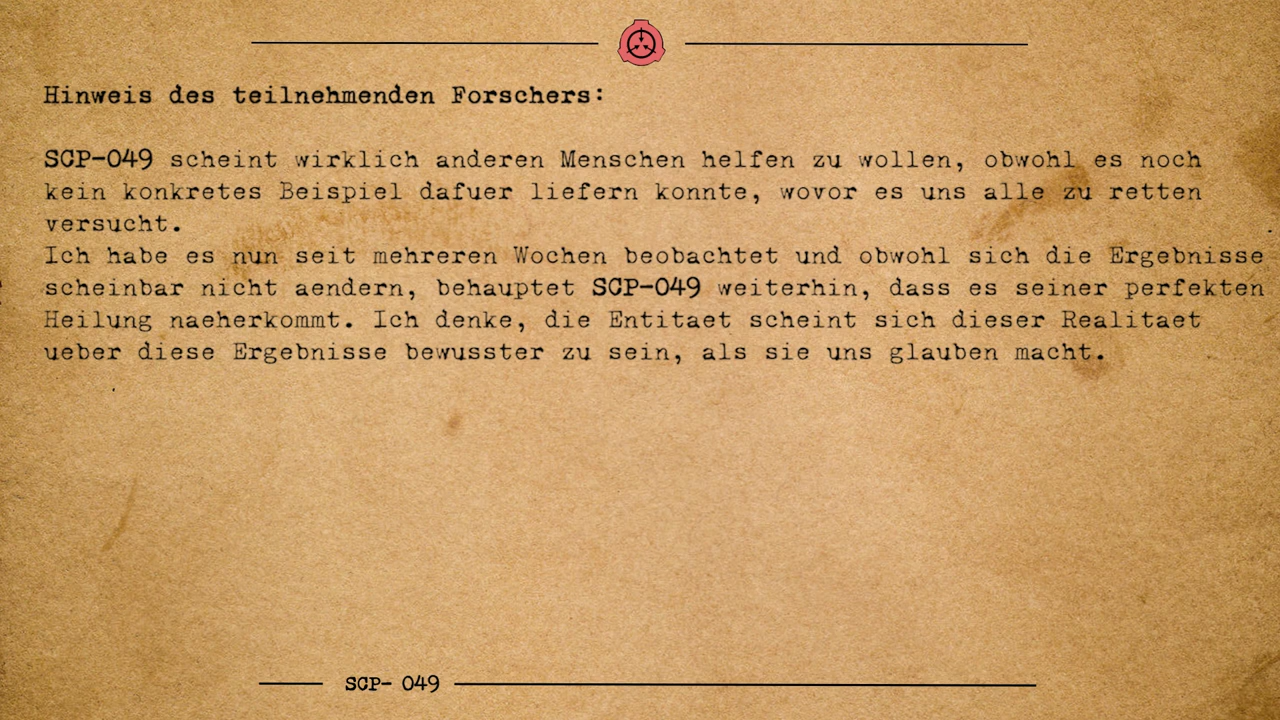 Hinweis des teilnehmenden Forschers:
SCP-049 scheint wirklich anderen Menschen helfen zu wollen, obwohl es noch
kein konkretes Beispiel dafuer liefern konnte, wovor es uns alle zu retten
versucht.
Ich habe es nun seit mehreren Wochen beobachtet und obwohl sich die Ergebnisse
scheinbar nicht aendern, behauptet SCP-049 weiterhin, dass es seiner perfekten
Heilung naeherkommt. Ich denke, die Entitaet scheint sich dieser Realitaet
ueber diese Ergebnisse bewusster zu sein, als sie uns glauben macht.
SCP- 049